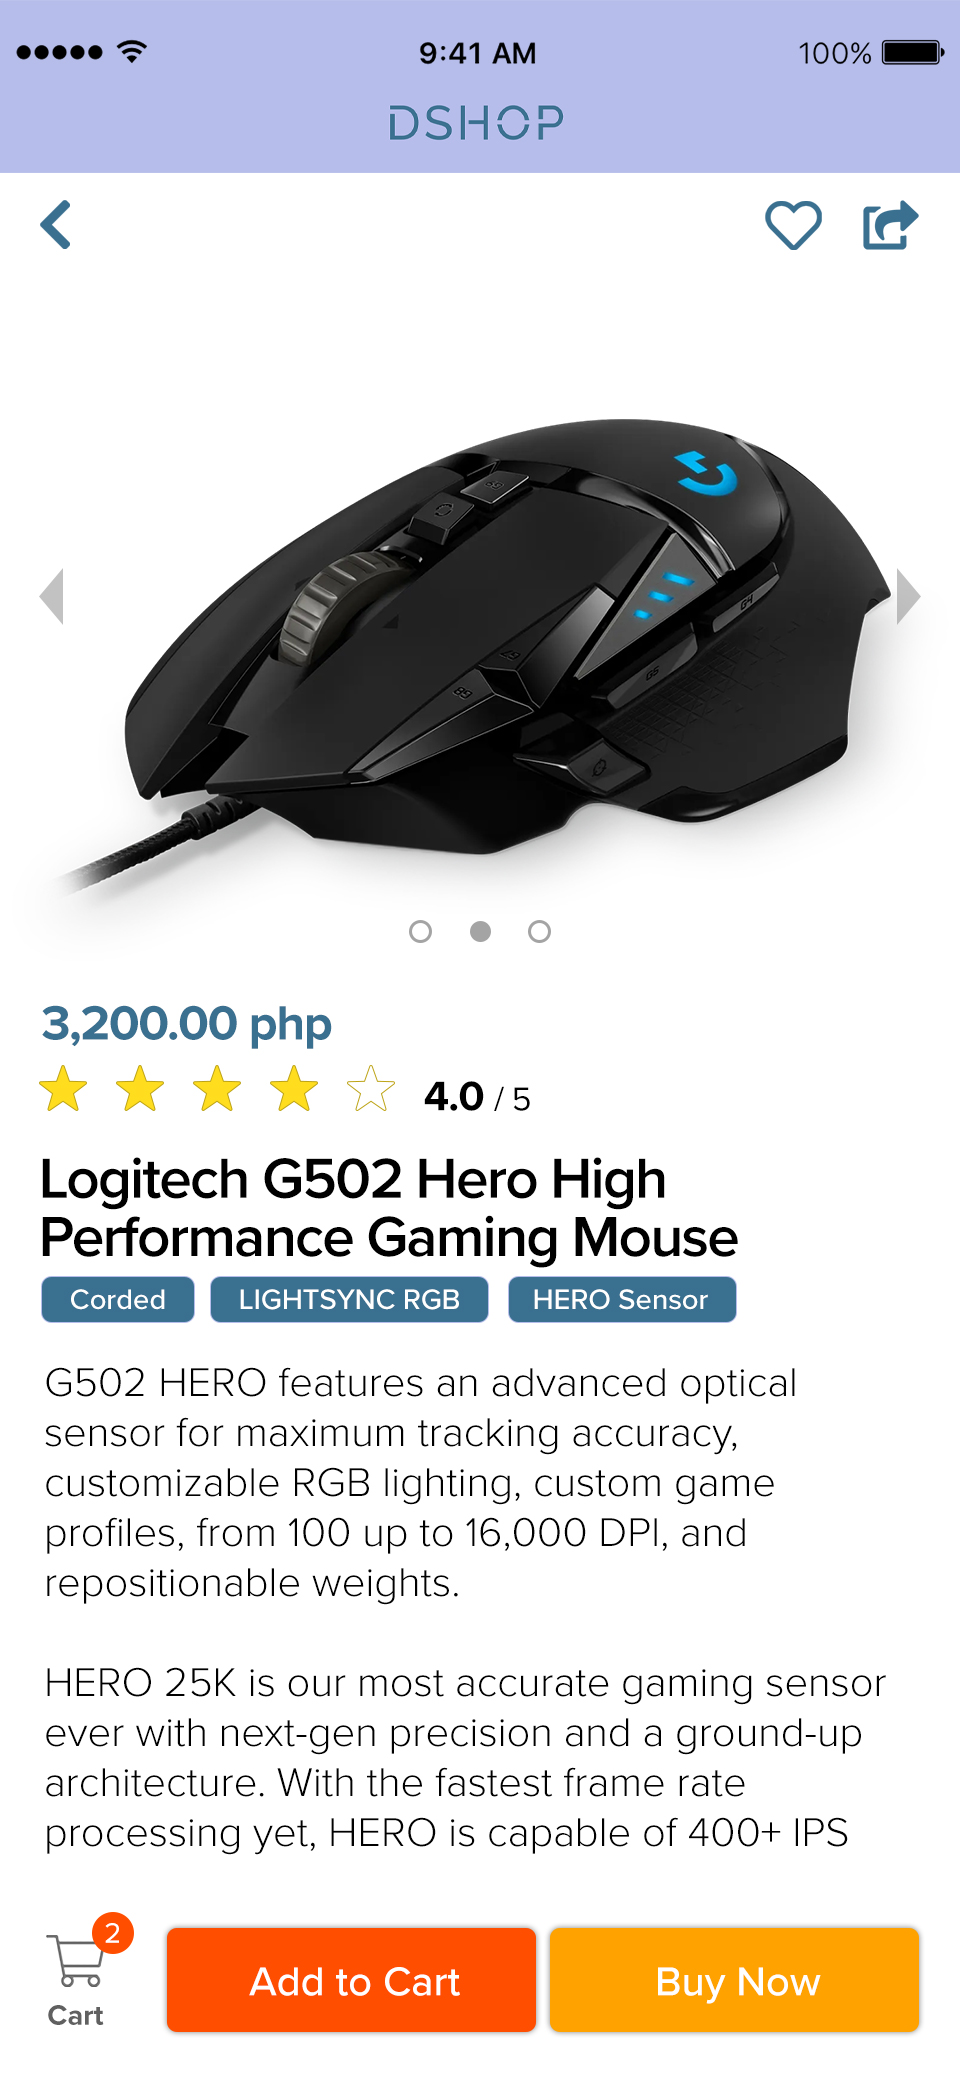 9:41 AM
100%
DSHOP
G4
G5
G7
G8
3,200.00 php
4.0 / 5
Logitech G502 Hero High
Performance Gaming Mouse
Corded
LIGHTSYNC RGB
HERO Sensor
G502 HERO features an advanced optical
sensor for maximum tracking accuracy,
customizable RGB lighting, custom game
profiles, from 100 up to 16,000 DPI, and
repositionable weights.
HERO 25K is our most accurate gaming sensor
ever with next-gen precision and a ground-up
architecture. With the fastest frame rate
processing yet, HERO is capable of 400+ IPS
2
Cart
Add to Cart
Buy Now